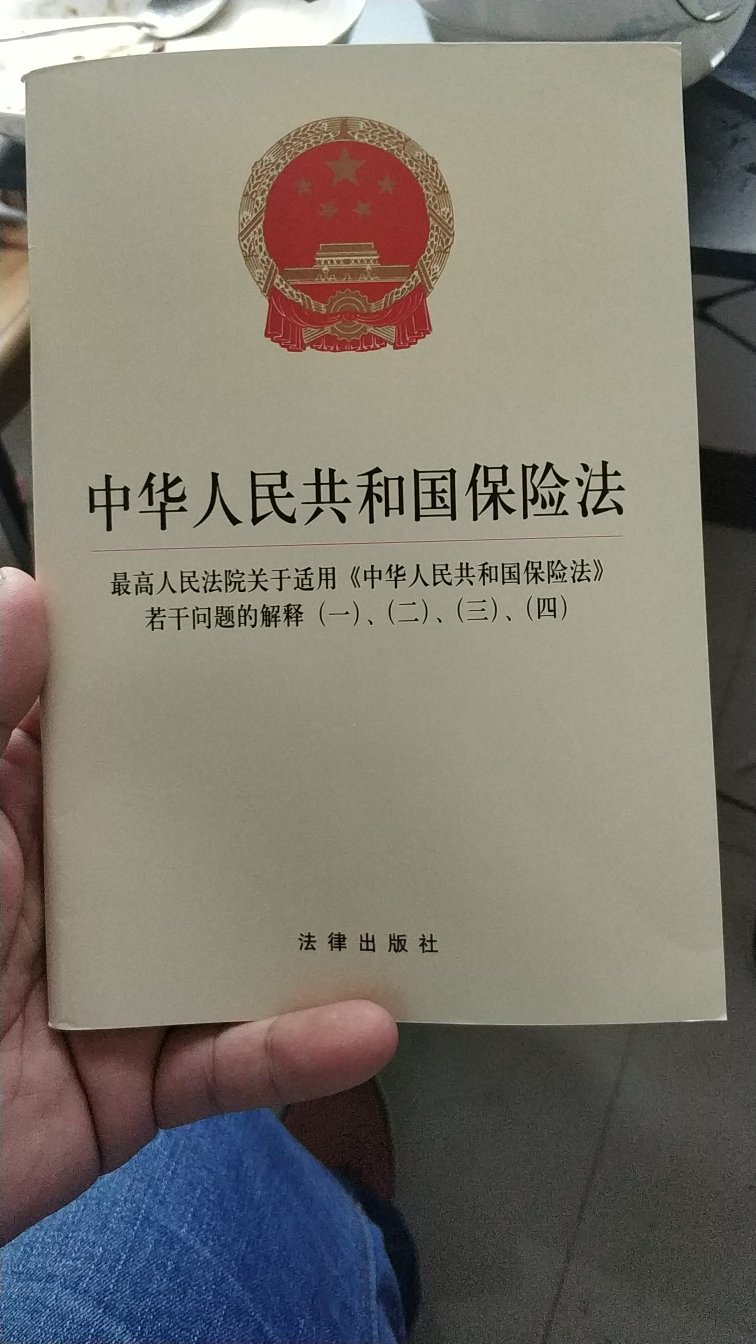 中华人民共和国保险法
最高人民法院关于适用《中华人民共和国保险法》
若干问题的解释（一）、（二）、（三）、（四）
法律出版社